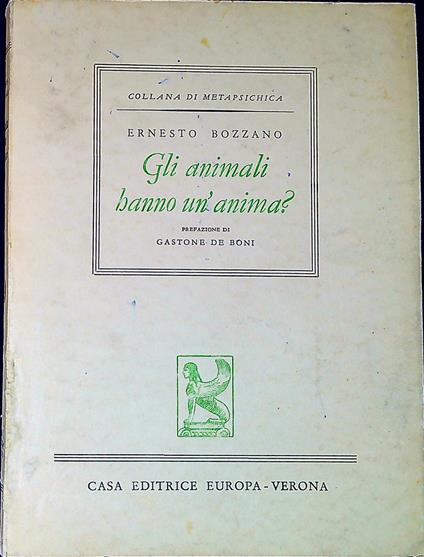 COLLANA DI METAPSICHICA
ERNESTO BOZZANO
Gli animali
hanno un'anima?
PREFAZIONE DI
GASTONE DE BONI
CASA EDITRICE EUROPA - VERONA